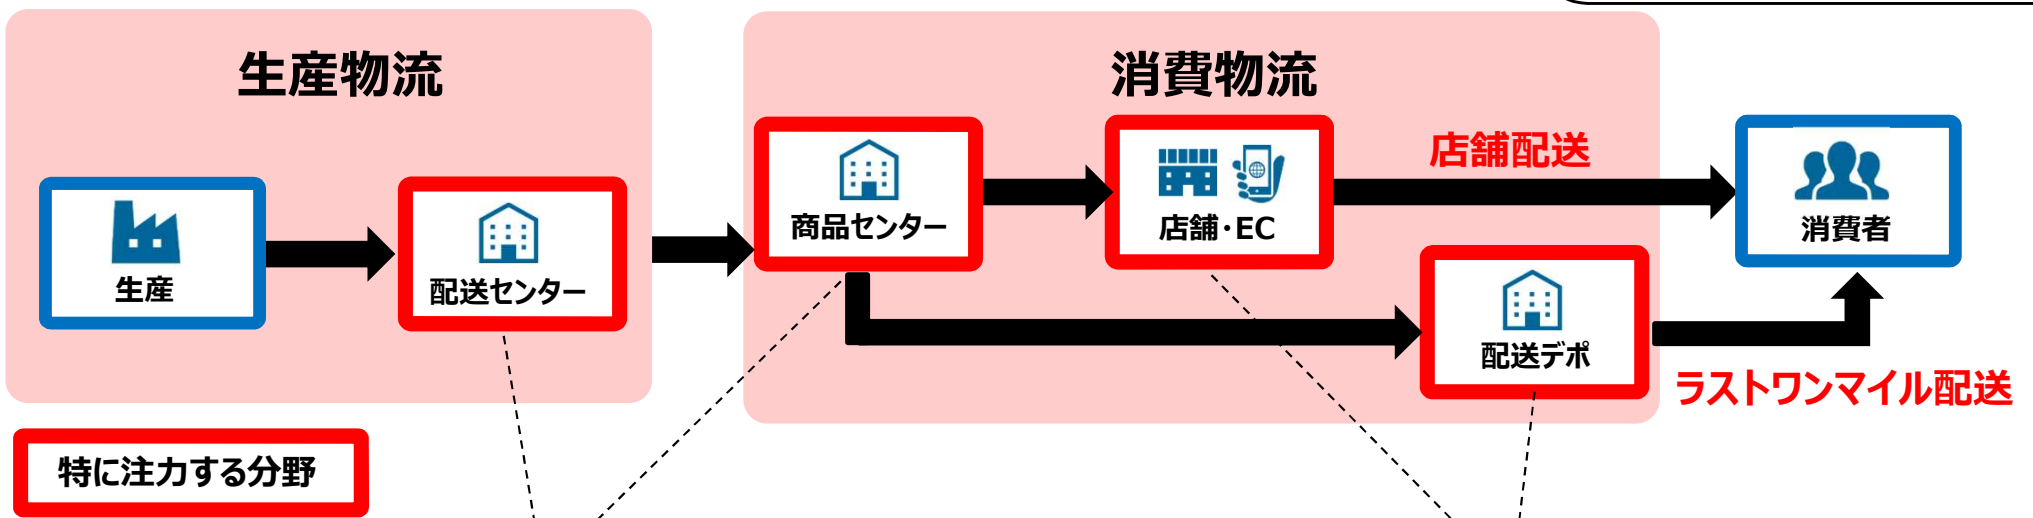 生産物流
消費物流
生産
配送センター
商品センター
店舗・EC
店舗配送
消費者
配送デポ
ラストワンマイル配送
特に注力する分野